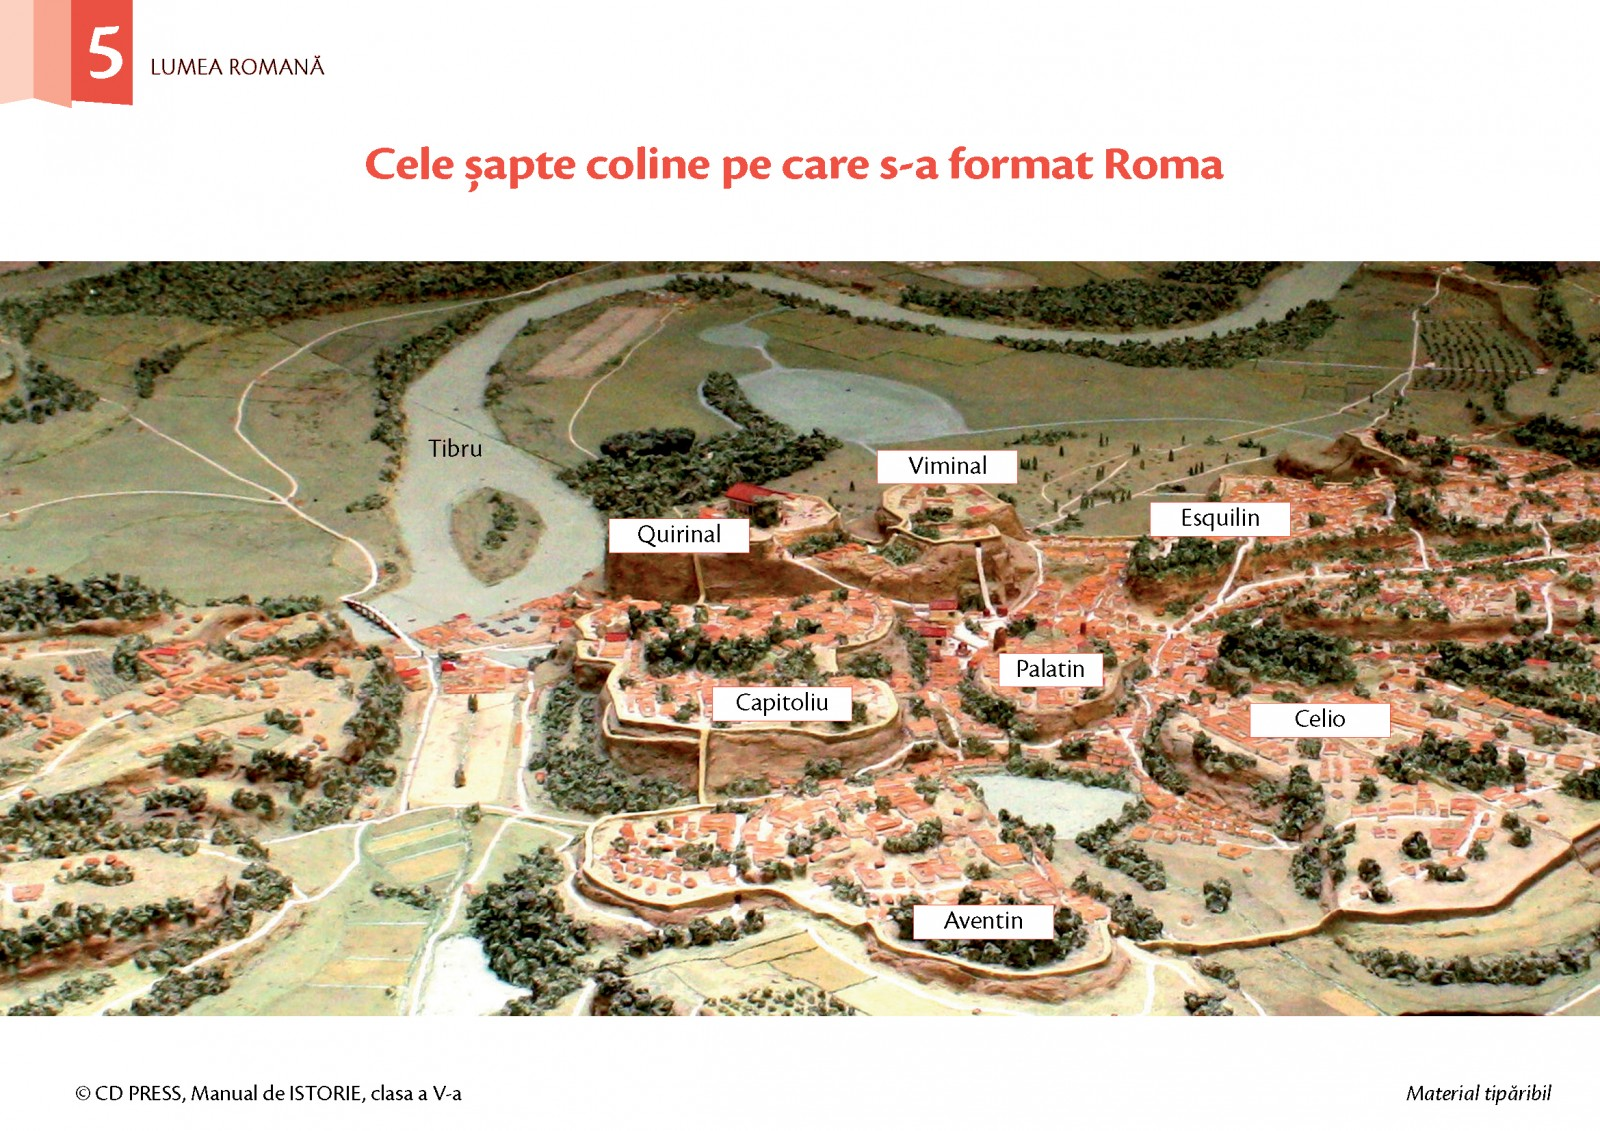 5
LUMEA ROMANĂ
Cele șapte coline pe care s-a format Roma
Tibru
Viminal
Esquilin
Quirinal
Palatin
Capitoliu
Celio
Aventin
© CD PRESS, Manual de ISTORIE, clasa a V-a
Material tipăribil